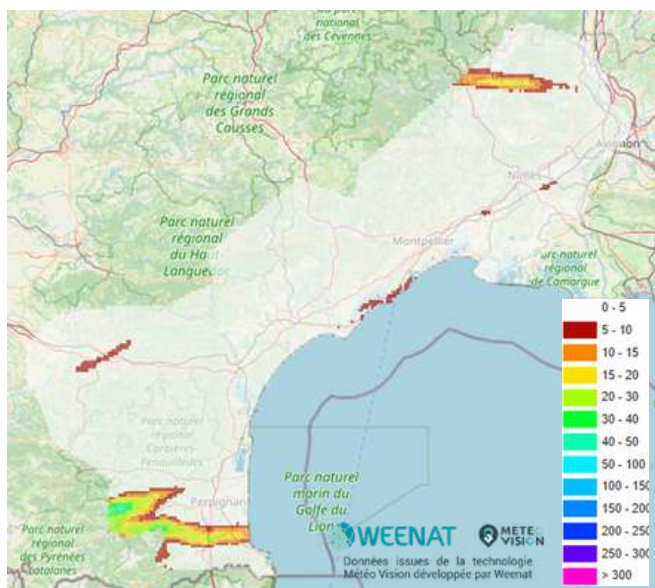 du parc
national
des Cévennes
Parc naturel
régional
des Grands
Causses
Avignon
Nîmes
Parc naturel
régional
du Haut-
Languedoc
Montpellier
urc naturel
régional
de Camargue
0 - 5
5 - 10
10 - 15
15 - 20
20 - 30
30 - 40
40 - 50
50 - 100
100 - 150
150 - 200
200 - 250
250 - 300
> 300
Parc naturel
régional
Corbières-
Fenouillèdes
Perpignan
Parc naturel
marin du
Golfe du
Lion
Parc naturel
régional
des Pyrénées
catalanes
WEENAT
METEO
VISION
Données issues de la technologie
Météo Vision développée par Weenat